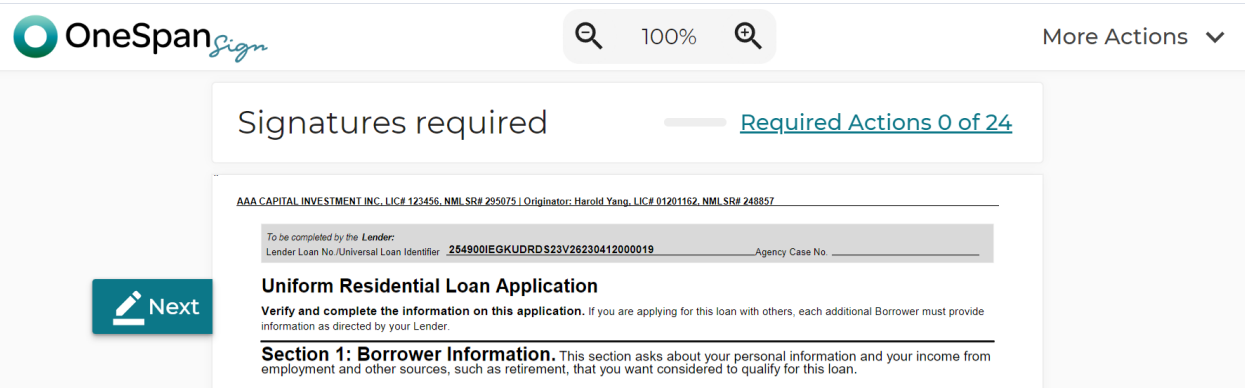 OneSpan Sign
100%
More Actions
Signatures required
Required Actions 0 of 24
AAA CAPITAL INVESTMENT INC, LIC# 123456, NMLSR# 295075 | Originator: Harold Yang, LIC# 01201162, NMLSR# 248857
To be completed by the Lender:
Lender Loan No./Universal Loan Identifier 254900IEGKUDRDS23V26230412000019 Agency Case No.
Next
Uniform Residential Loan Application
Verify and complete the information on this application. If you are applying for this loan with others, each additional Borrower must provide
information as directed by your Lender.
Section 1: Borrower Information. This section asks about your personal information and your income from
employment and other sources, such as retirement, that you want considered to qualify for this loan.